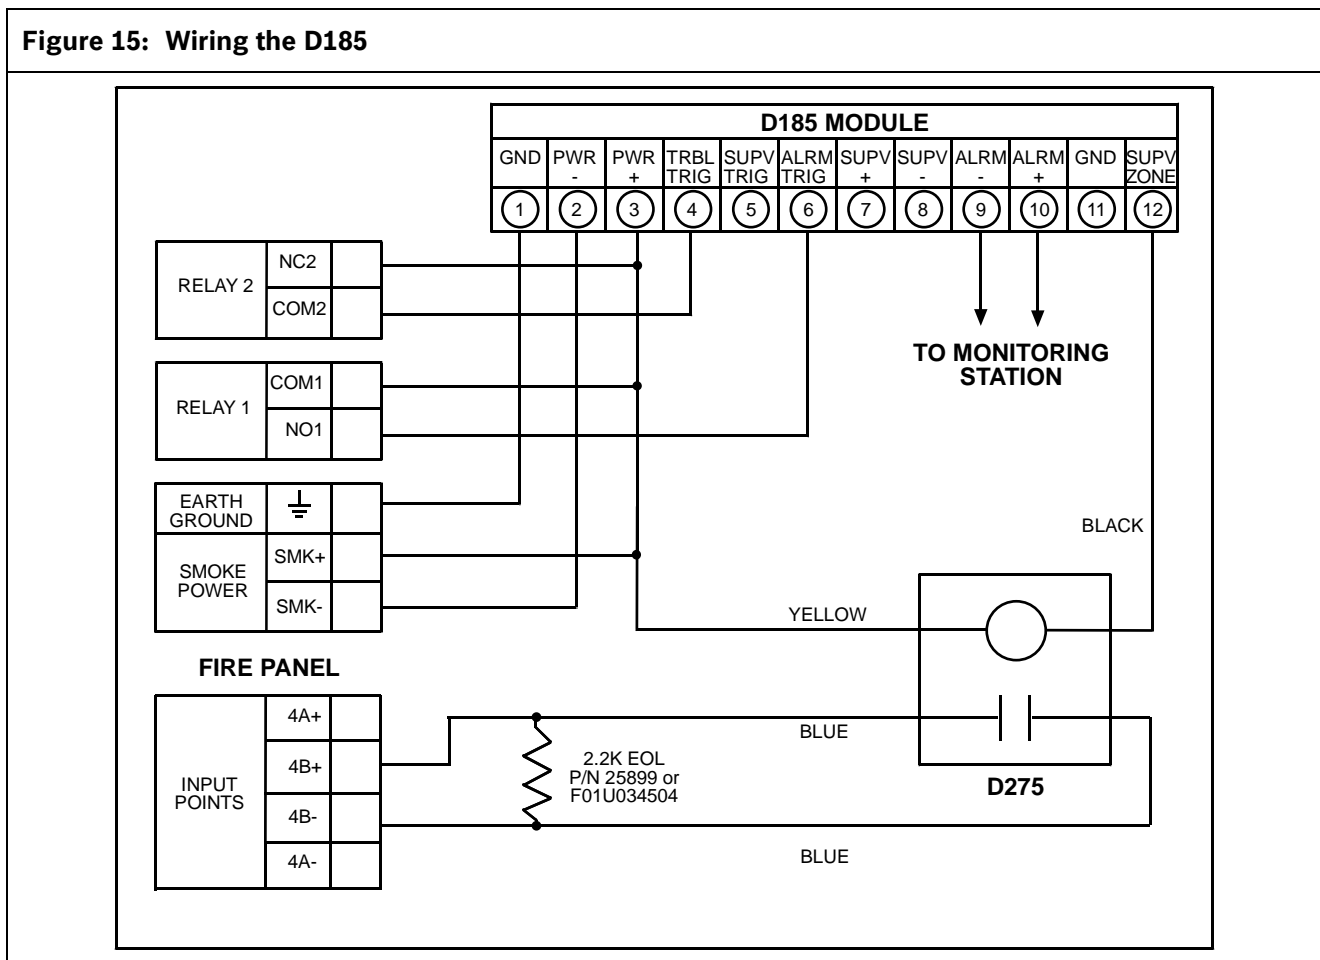 Figure 15: Wiring the D185
D185 MODULE
GND PWR PWR TRBL SUPV ALRM SUPV SUPV ALRM ALRM GND SUPV
- + TRIG TRIG TRIG + - - + ZONE
1 2 3 4 5 6 7 8 9 10 11 12
RELAY 2
NC2
COM2
TO MONITORING
STATION
RELAY 1
COM1
NO1
EARTH
GROUND
SMOKE
POWER
SMK+
SMK-
BLACK
YELLOW
FIRE PANEL
INPUT
POINTS
4A+
4B+
4B-
4A-
BLUE
2.2K EOL
P/N 25899 or
F01U034504
D275
BLUE